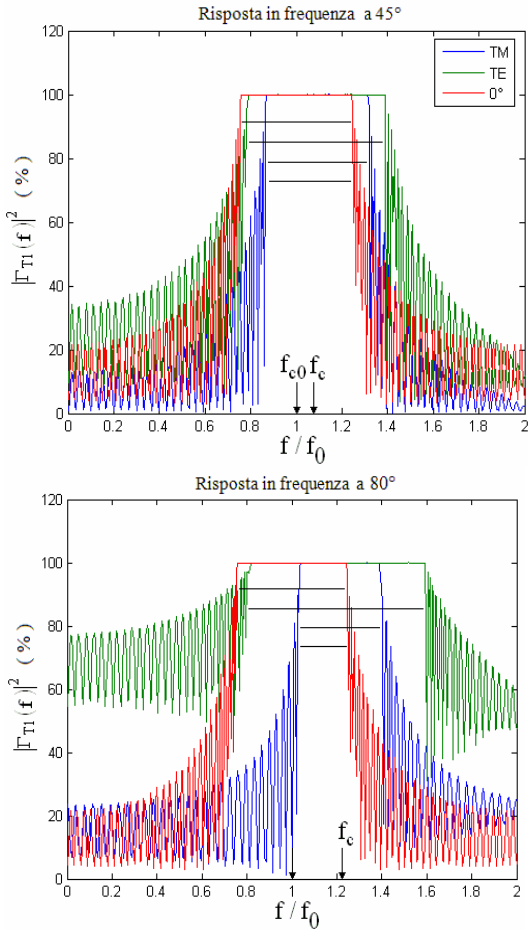 Risposta in frequenza a 45°
120
100
80
60
40
20
0
|Γ_T1(f)|² (%)
TM
TE
0°
f_c0 f_c
0 0.2 0.4 0.6 0.8 1 1.2 1.4 1.6 1.8 2
f / f_0
Risposta in frequenza a 80°
120
100
80
60
40
20
0
|Γ_T1(f)|² (%)
f_c
0 0.2 0.4 0.6 0.8 1 1.2 1.4 1.6 1.8 2
f / f_0